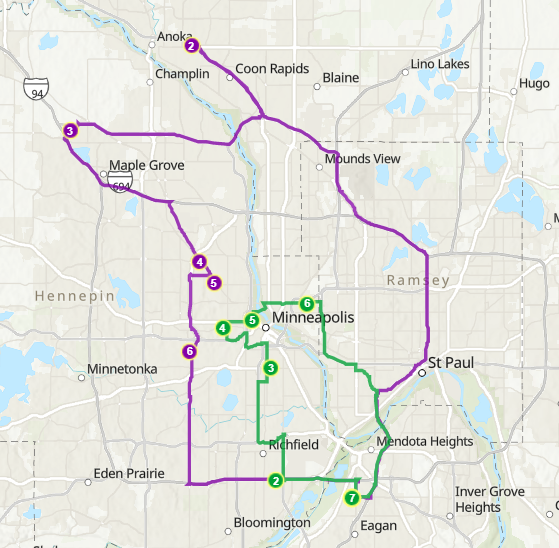 Anoka
2
Coon Rapids
Lino Lakes
Champlin
Blaine
Hugo
94
3
Maple Grove
Mounds View
694
4
5
Ramsey
Hennepin
6
5
4
Minneapolis
6
St Paul
3
Minnetonka
Richfield
Mendota Heights
Eden Prairie
2
7
Inver Grove
Heights
Bloomington
Eagan